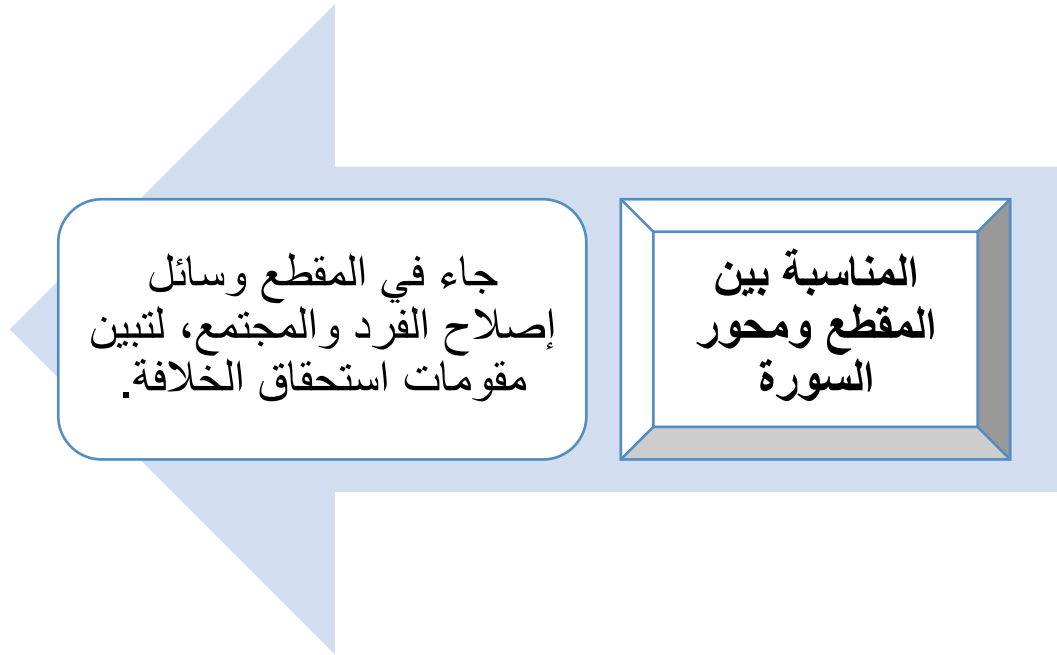 المناسبة بين
المقطع ومحور
السورة
جاء في المقطع وسائل
إصلاح الفرد والمجتمع، لتبين
مقومات استحقاق الخلافة.